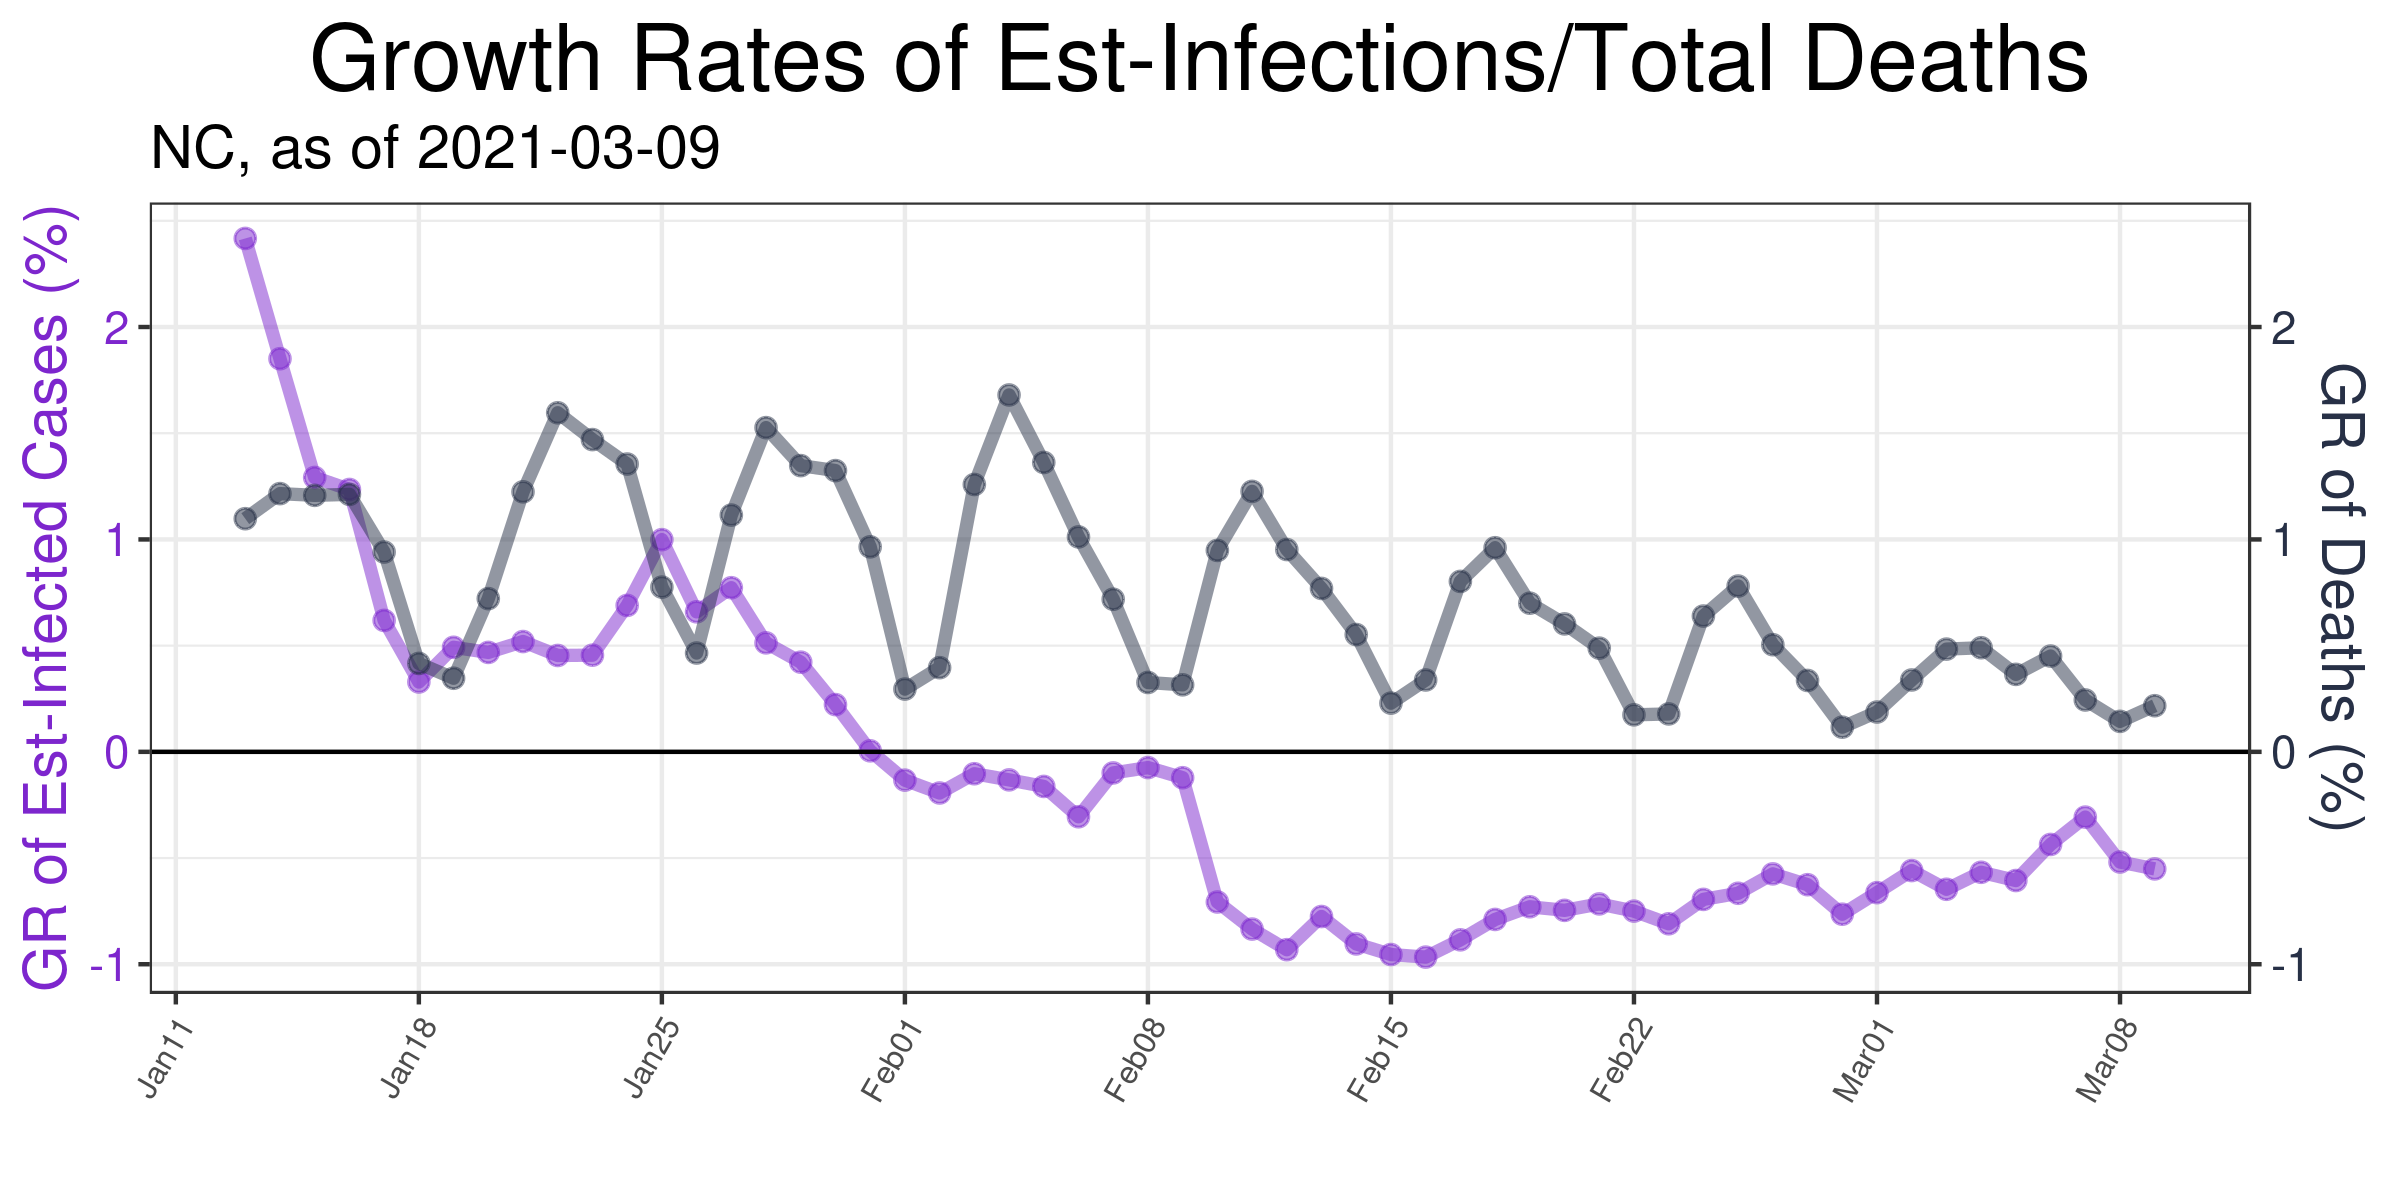 Growth Rates of Est-Infections/Total Deaths
NC, as of 2021-03-09
GR of Est-Infected Cases (%)
2
1
0
-1
2
1
0
-1
GR of Deaths (%)
Jan11
Jan18
Jan25
Feb01
Feb08
Feb15
Feb22
Mar01
Mar08